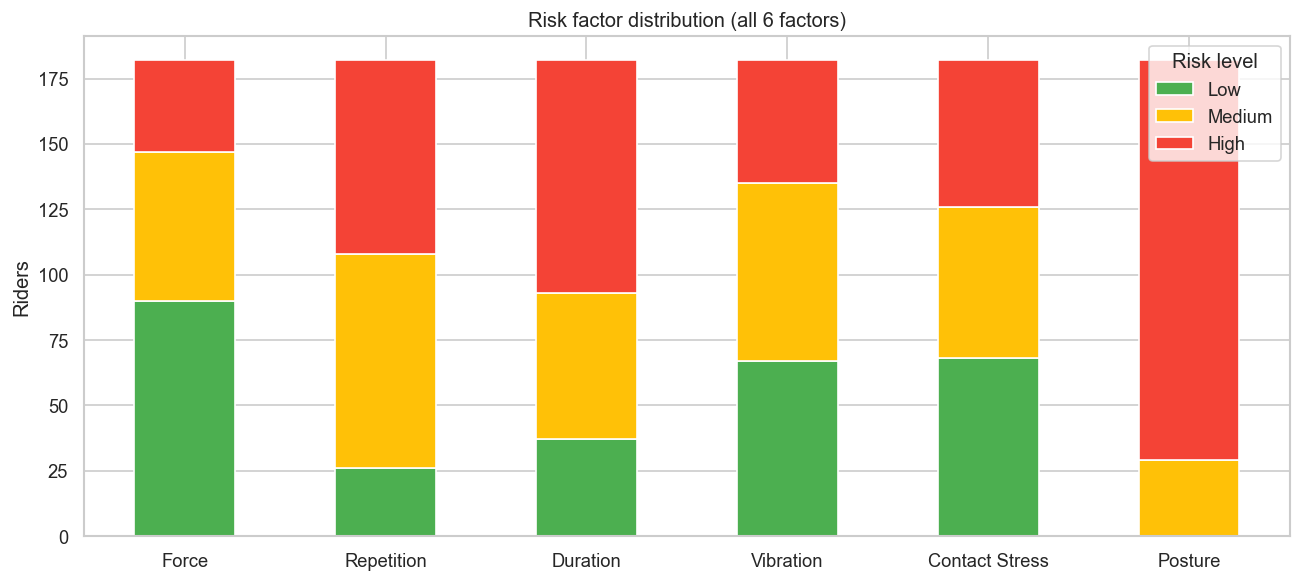 Risk factor distribution (all 6 factors)
Risk level
Low
Medium
High
Riders
175
150
125
100
75
50
25
0
Force
Repetition
Duration
Vibration
Contact Stress
Posture